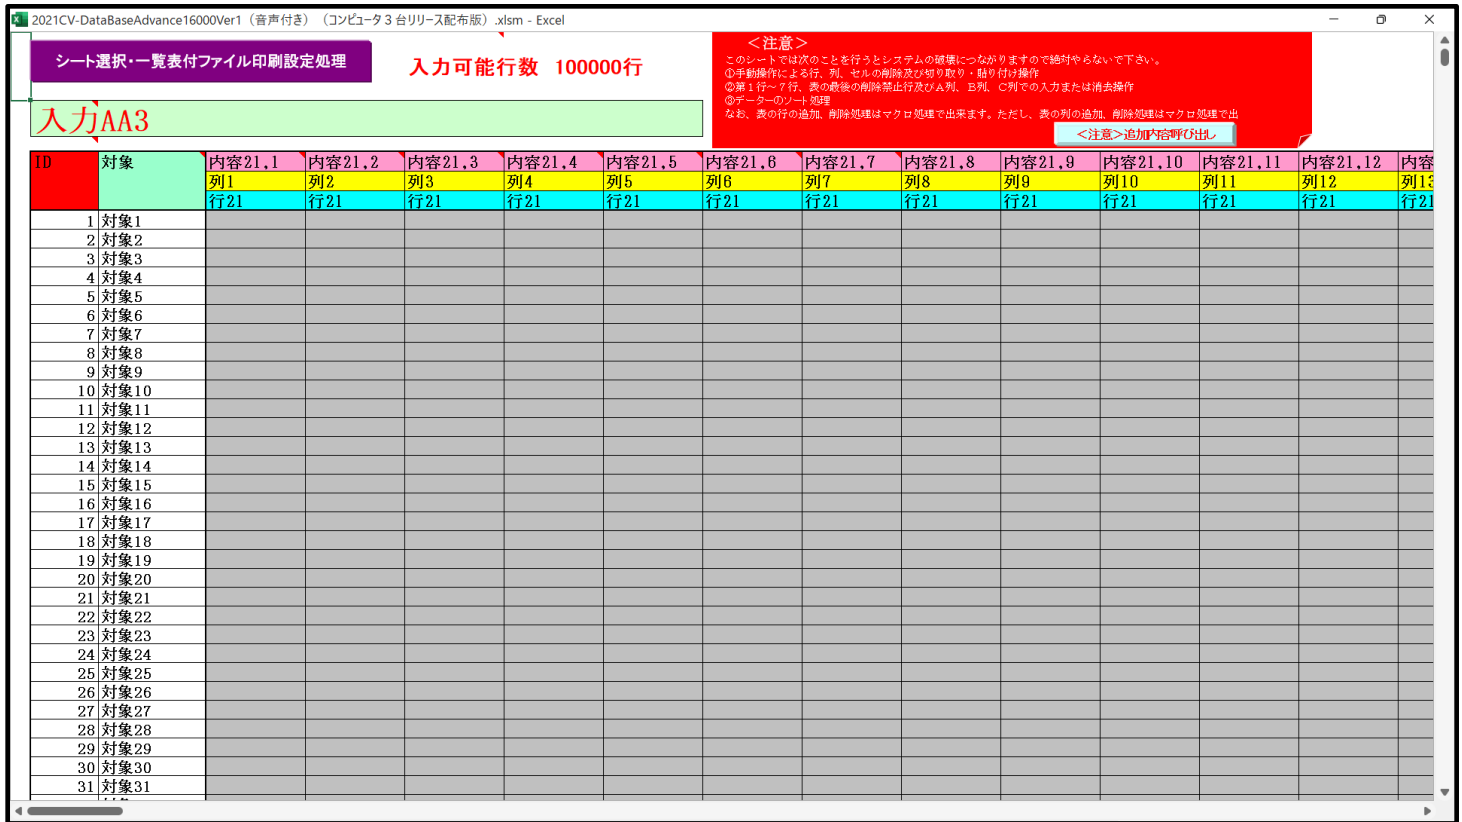 2021CV-DataBaseAdvance16000Ver1（音声付き）（コンピュータ３台リリース配布版）.xlsm - Excel
シート選択・一覧表付ファイル印刷設定処理
入力可能行数 100000行
＜注意＞
このシートでは次のことを行うとシステムの破壊につながりますので絶対やらないで下さい。
①手動操作による行、列、セルの削除及び切り取り・貼り付け操作
②第１行～７行、表の最後の削除禁止行及びA列、B列、C列での入力または消去操作
③データーのソート処理
なお、表の行の追加、削除処理はマクロ処理で出来ます。ただし、表の列の追加、削除処理はマクロ処理で出
＜注意＞追加内容呼び出し
入力AA3
ID 対象 内容21,1 内容21,2 内容21,3 内容21,4 内容21,5 内容21,6 内容21,7 内容21,8 内容21,9 内容21,10 内容21,11 内容21,12 内容
列1 列2 列3 列4 列5 列6 列7 列8 列9 列10 列11 列12 列13
行21 行21 行21 行21 行21 行21 行21 行21 行21 行21 行21 行21 行21
1 対象1
2 対象2
3 対象3
4 対象4
5 対象5
6 対象6
7 対象7
8 対象8
9 対象9
10 対象10
11 対象11
12 対象12
13 対象13
14 対象14
15 対象15
16 対象16
17 対象17
18 対象18
19 対象19
20 対象20
21 対象21
22 対象22
23 対象23
24 対象24
25 対象25
26 対象26
27 対象27
28 対象28
29 対象29
30 対象30
31 対象31